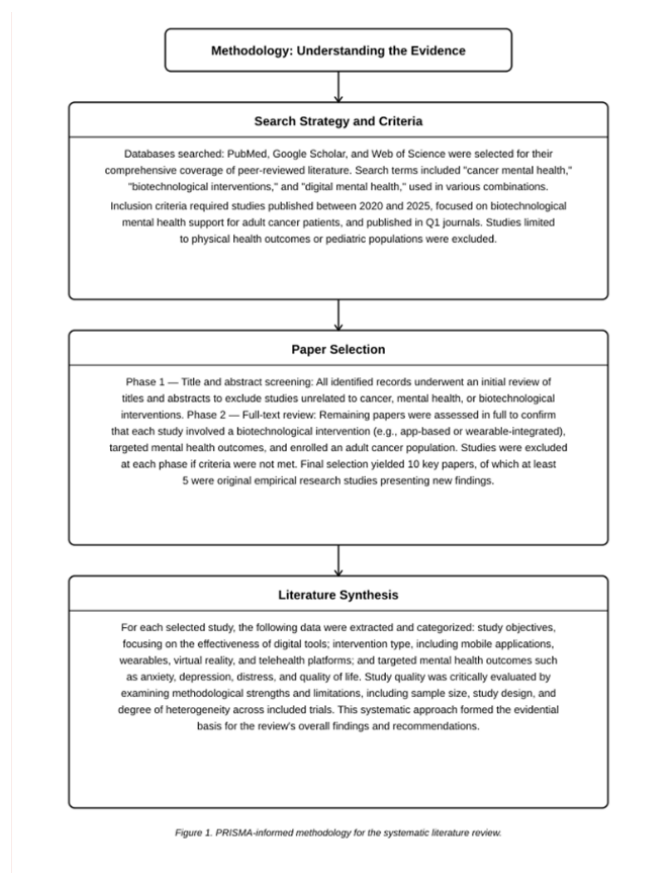 Methodology: Understanding the Evidence
Search Strategy and Criteria
Databases searched: PubMed, Google Scholar, and Web of Science were selected for their
comprehensive coverage of peer-reviewed literature. Search terms included "cancer mental health,"
"biotechnological interventions," and "digital mental health," used in various combinations.
Inclusion criteria required studies published between 2020 and 2025, focused on biotechnological
mental health support for adult cancer patients, and published in Q1 journals. Studies limited
to physical health outcomes or pediatric populations were excluded.
Paper Selection
Phase 1 — Title and abstract screening: All identified records underwent an initial review of
titles and abstracts to exclude studies unrelated to cancer, mental health, or biotechnological
interventions. Phase 2 — Full-text review: Remaining papers were assessed in full to confirm
that each study involved a biotechnological intervention (e.g., app-based or wearable-integrated),
targeted mental health outcomes, and enrolled an adult cancer population. Studies were excluded
at each phase if criteria were not met. Final selection yielded 10 key papers, of which at least
5 were original empirical research studies presenting new findings.
Literature Synthesis
For each selected study, the following data were extracted and categorized: study objectives,
focusing on the effectiveness of digital tools; intervention type, including mobile applications,
wearables, virtual reality, and telehealth platforms; and targeted mental health outcomes such
as anxiety, depression, distress, and quality of life. Study quality was critically evaluated by
examining methodological strengths and limitations, including sample size, study design, and
degree of heterogeneity across included trials. This systematic approach formed the evidential
basis for the review's overall findings and recommendations.
Figure 1. PRISMA-informed methodology for the systematic literature review.